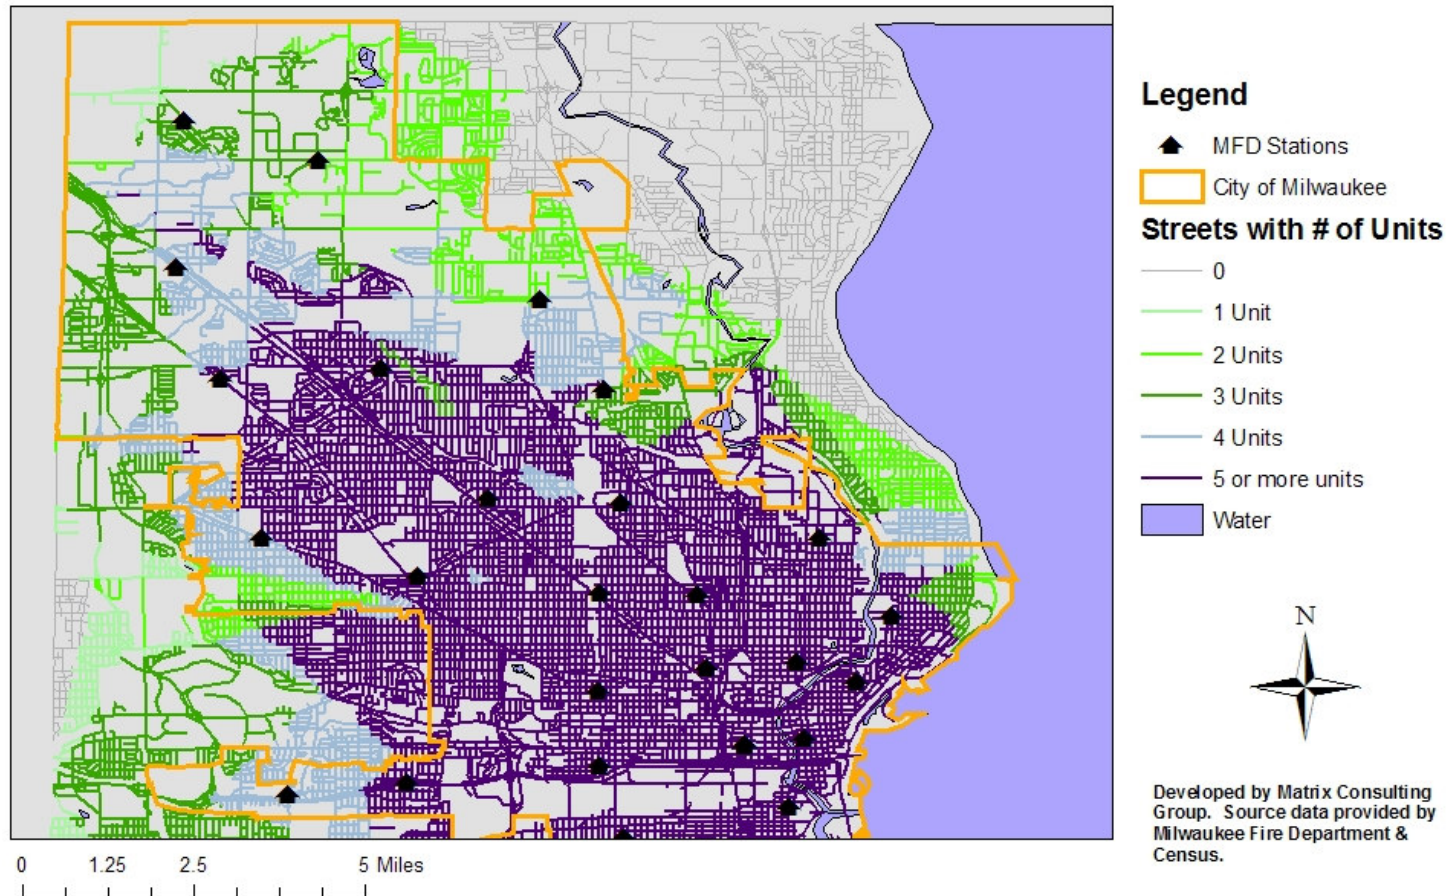 Legend
MFD Stations
City of Milwaukee
Streets with # of Units
0
1 Unit
2 Units
3 Units
4 Units
5 or more units
Water
N
Developed by Matrix Consulting
Group. Source data provided by
Milwaukee Fire Department &
Census.
0 1.25 2.5 5 Miles